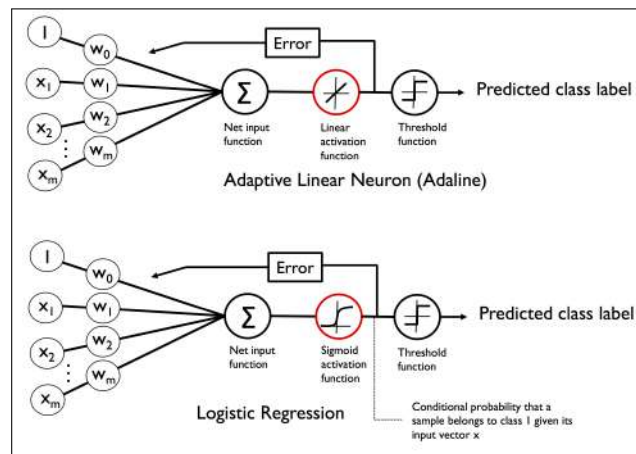 1
w0
Error
x1
w1
Σ
Predicted class label
x2
w2
Net input
function
Linear
activation
function
Threshold
function
xm
wm
Adaptive Linear Neuron (Adaline)
1
w0
Error
x1
w1
Σ
Predicted class label
x2
w2
Net input
function
Sigmoid
activation
function
Threshold
function
xm
wm
Logistic Regression
Conditional probability that a
sample belongs to class 1 given its
input vector x